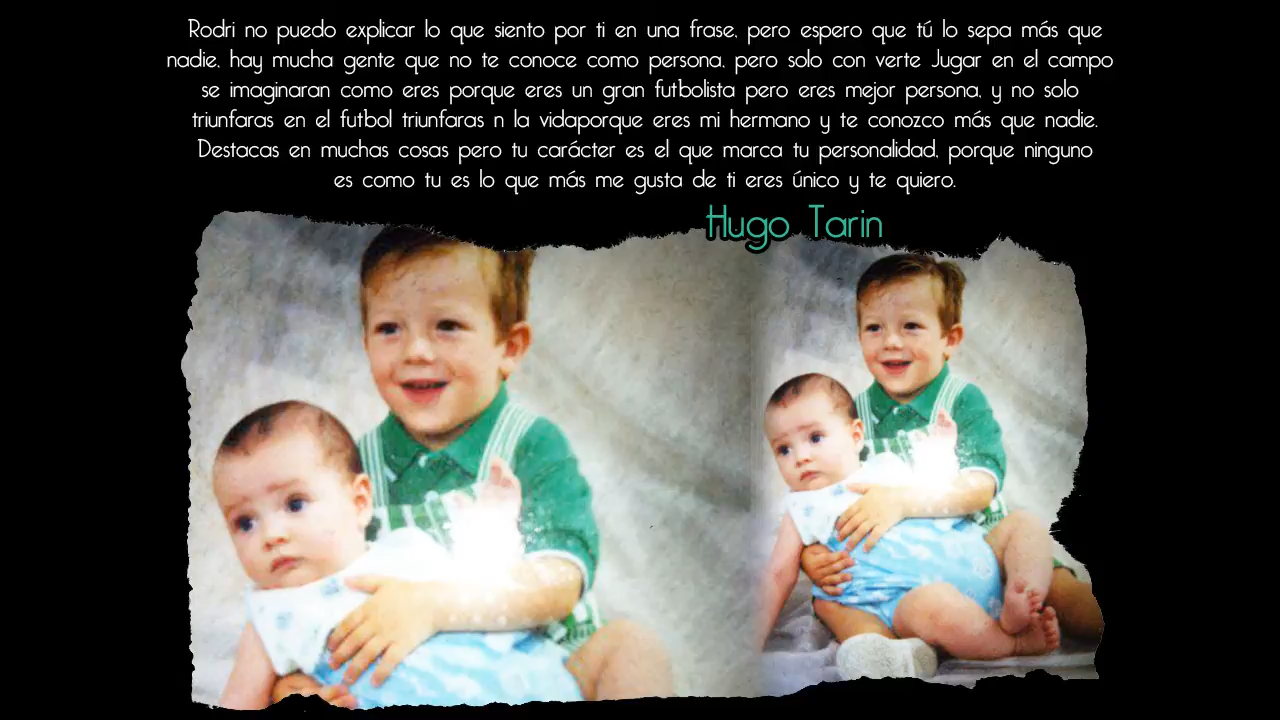 Rodri no puedo explicar lo que siento por ti en una frase, pero espero que tú lo sepa más que
nadie, hay mucha gente que no te conoce como persona, pero solo con verte Jugar en el campo
se imaginaran como eres porque eres un gran futbolista pero eres mejor persona, y no solo
triunfaras en el futbol triunfaras n la vidaporque eres mi hermano y te conozco más que nadie.
Destacas en muchas cosas pero tu carácter es el que marca tu personalidad, porque ninguno
es como tu es lo que más me gusta de ti eres único y te quiero.
Hugo Tarin